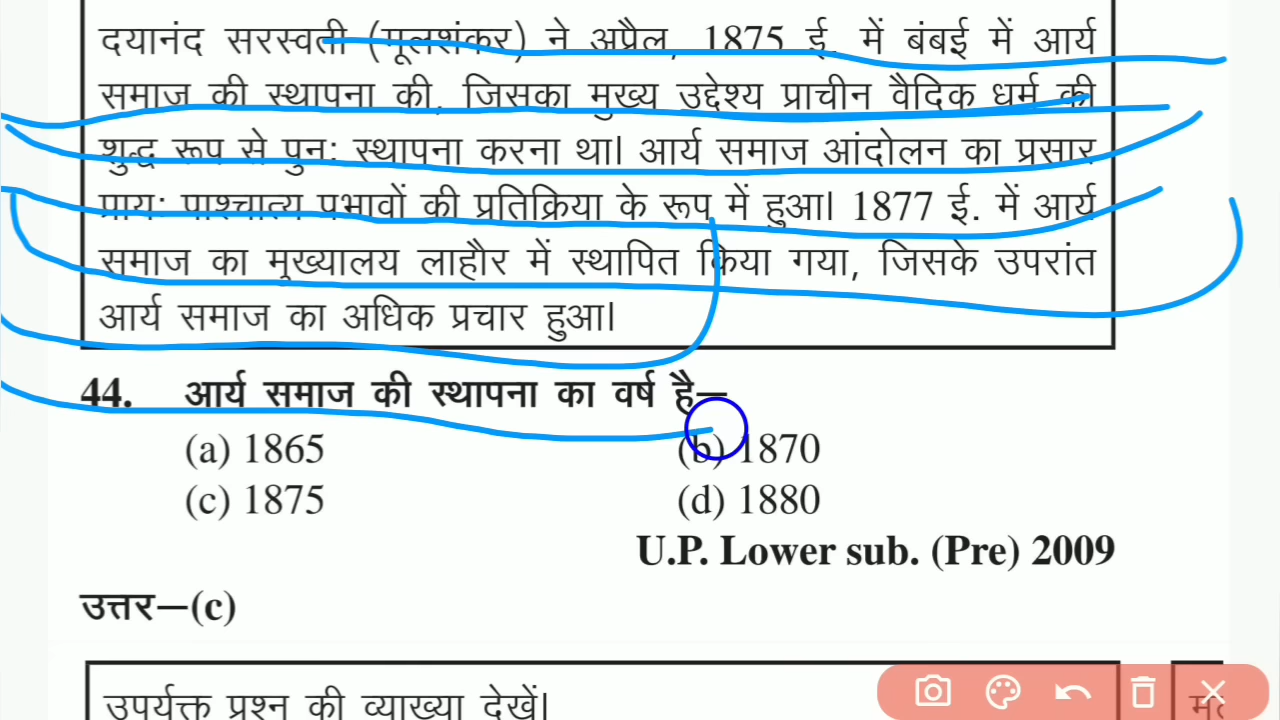 दयानंद सरस्वती (मूलशंकर) ने अप्रैल, 1875 ई. में बंबई में आर्य
समाज की स्थापना की, जिसका मुख्य उद्देश्य प्राचीन वैदिक धर्म की
शुद्ध रूप से पुन: स्थापना करना था। आर्य समाज आंदोलन का प्रसार
प्राय: पाश्चात्य प्रभावों की प्रतिक्रिया के रूप में हुआ। 1877 ई. में आर्य
समाज का मुख्यालय लाहौर में स्थापित किया गया, जिसके उपरांत
आर्य समाज का अधिक प्रचार हुआ।
44. आर्य समाज की स्थापना का वर्ष है–
(a) 1865 (b) 1870
(c) 1875 (d) 1880
U.P. Lower sub. (Pre) 2009
उत्तर–(c)
उपर्युक्त प्रश्न की व्याख्या देखें।